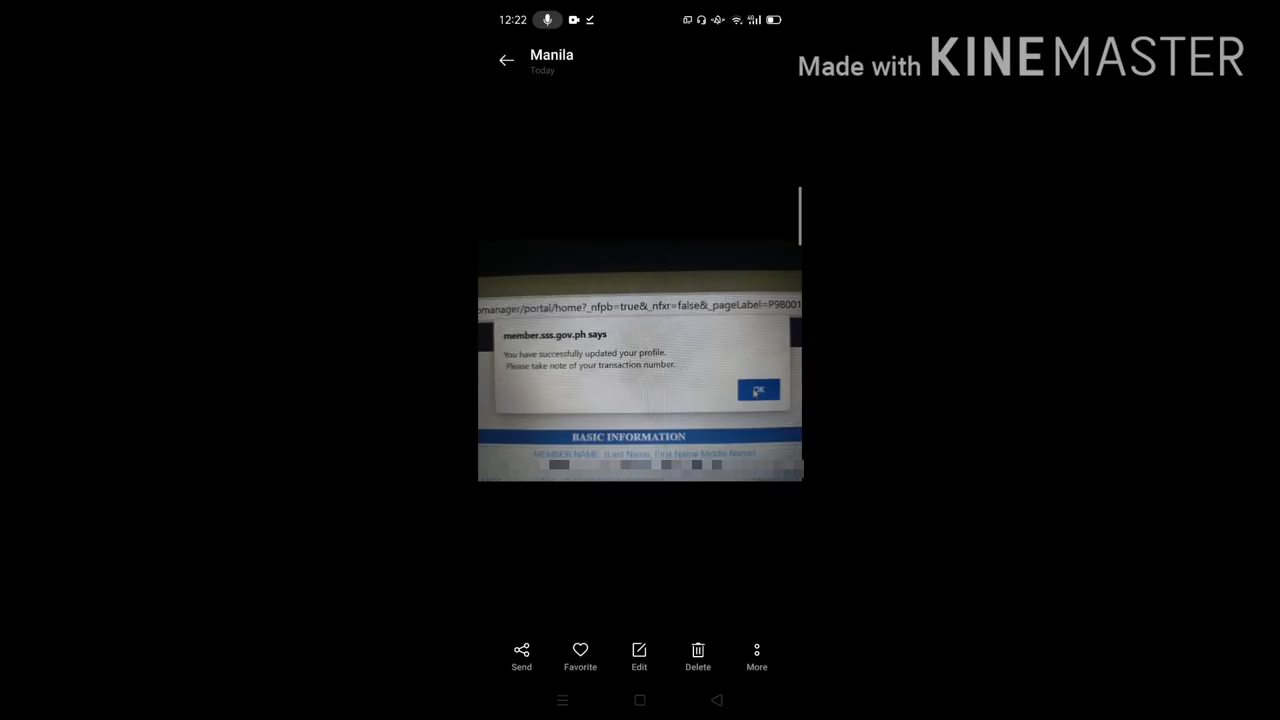 12:22
Made with KINEMASTER
Manila
Today
omanager/portal/home?_nfpb=true&_nfxr=false&_pageLabel=P98001
member.sss.gov.ph says
You have successfully updated your profile.
Please take note of your transaction number.
OK
BASIC INFORMATION
MEMBER NAME (Last Name, First Name Middle Name)
Send Favorite Edit Delete More